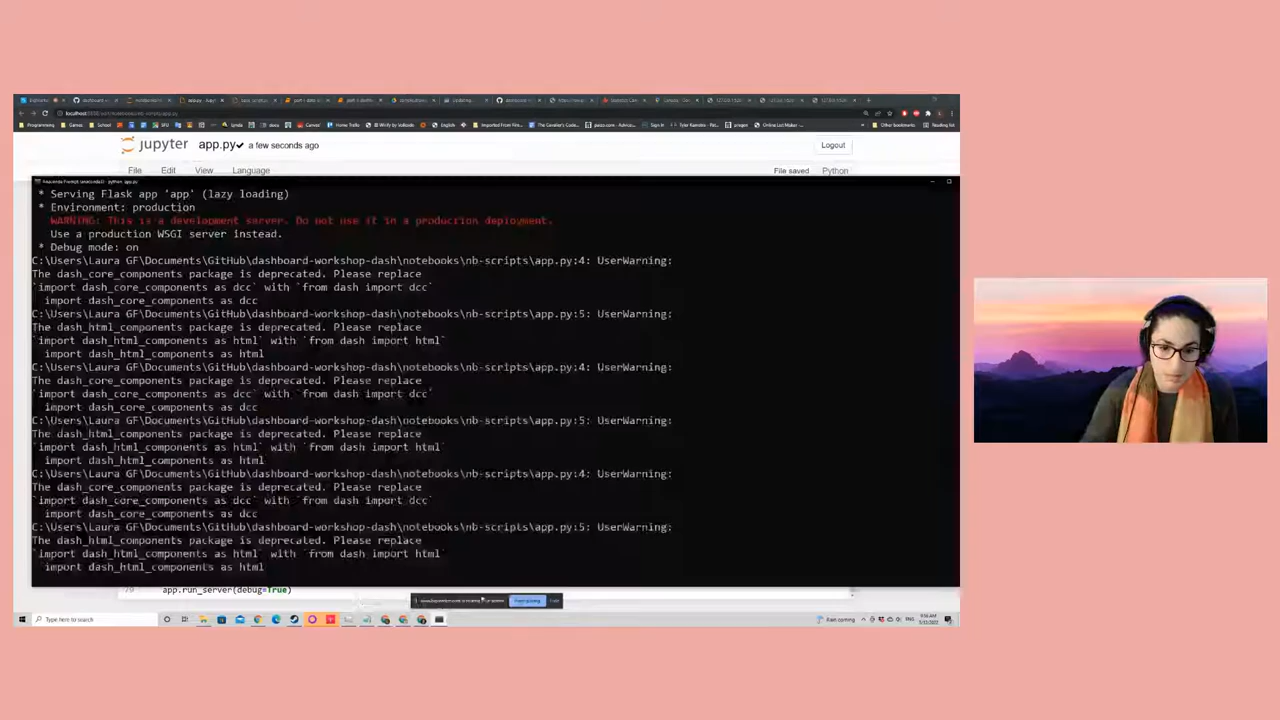 jupyter app.py✔ a few seconds ago
Logout
File Edit View Language
File saved Python
* Serving Flask app 'app' (lazy loading)
* Environment: production
WARNING: This is a development server. Do not use it in a production deployment.
Use a production WSGI server instead.
* Debug mode: on
C:\Users\Laura GF\Documents\GitHub\dashboard-workshop-dash\notebooks\nb-scripts\app.py:4: UserWarning:
The dash_core_components package is deprecated. Please replace
`import dash_core_components as dcc` with `from dash import dcc`
import dash_core_components as dcc
C:\Users\Laura GF\Documents\GitHub\dashboard-workshop-dash\notebooks\nb-scripts\app.py:5: UserWarning:
The dash_html_components package is deprecated. Please replace
`import dash_html_components as html` with `from dash import html`
import dash_html_components as html
C:\Users\Laura GF\Documents\GitHub\dashboard-workshop-dash\notebooks\nb-scripts\app.py:4: UserWarning:
The dash_core_components package is deprecated. Please replace
`import dash_core_components as dcc` with `from dash import dcc`
import dash_core_components as dcc
C:\Users\Laura GF\Documents\GitHub\dashboard-workshop-dash\notebooks\nb-scripts\app.py:5: UserWarning:
The dash_html_components package is deprecated. Please replace
`import dash_html_components as html` with `from dash import html`
import dash_html_components as html
C:\Users\Laura GF\Documents\GitHub\dashboard-workshop-dash\notebooks\nb-scripts\app.py:4: UserWarning:
The dash_core_components package is deprecated. Please replace
`import dash_core_components as dcc` with `from dash import dcc`
import dash_core_components as dcc
C:\Users\Laura GF\Documents\GitHub\dashboard-workshop-dash\notebooks\nb-scripts\app.py:5: UserWarning:
The dash_html_components package is deprecated. Please replace
`import dash_html_components as html` with `from dash import html`
import dash_html_components as html
79 app.run_server(debug=True)
Type here to search
Rain coming